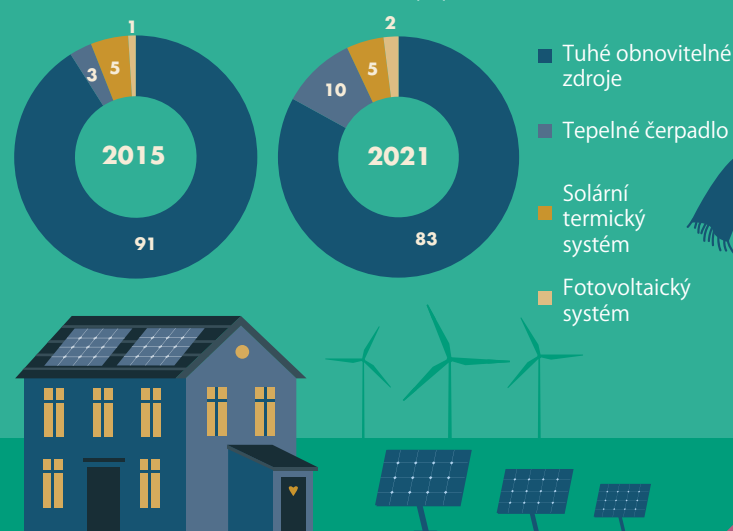 1
3
5
2015
91
2
10
5
2021
83
Tuhé obnovitelné
zdroje
Tepelné čerpadlo
Solární
termický
systém
Fotovoltaický
systém